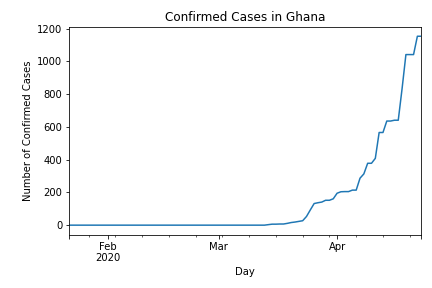 Confirmed Cases in Ghana
1200
1000
800
600
400
200
0
Number of Confirmed Cases
Feb
2020
Mar
Apr
Day